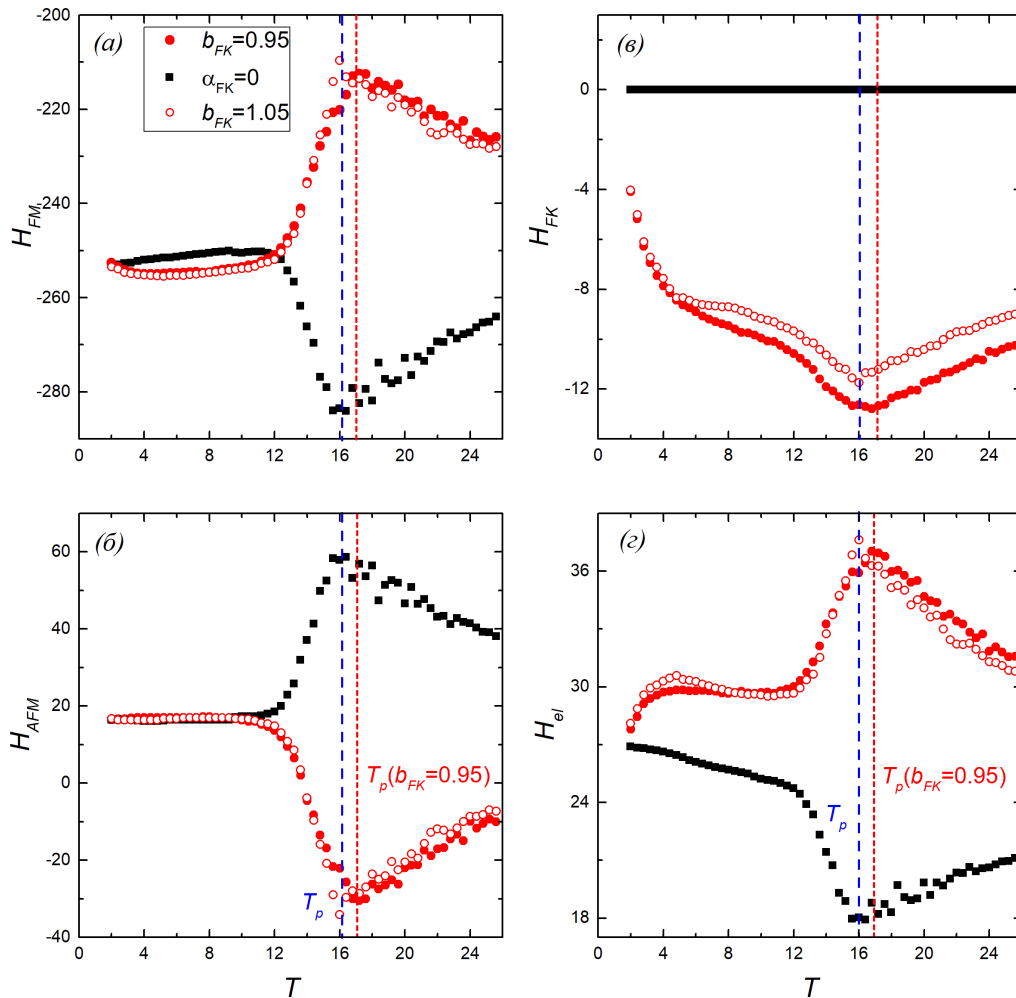 (а)
b_FK=0.95
α_FK=0
b_FK=1.05
-200
-220
-240
-260
-280
H_FM
0 4 8 12 16 20 24
(в)
0
-4
-8
-12
H_FK
0 4 8 12 16 20 24
(б)
60
40
20
0
-20
-40
H_AFM
T_p(b_FK=0.95)
T_p
0 4 8 12 16 20 24
T
(г)
36
30
24
18
H_el
T_p(b_FK=0.95)
T_p
0 4 8 12 16 20 24
T